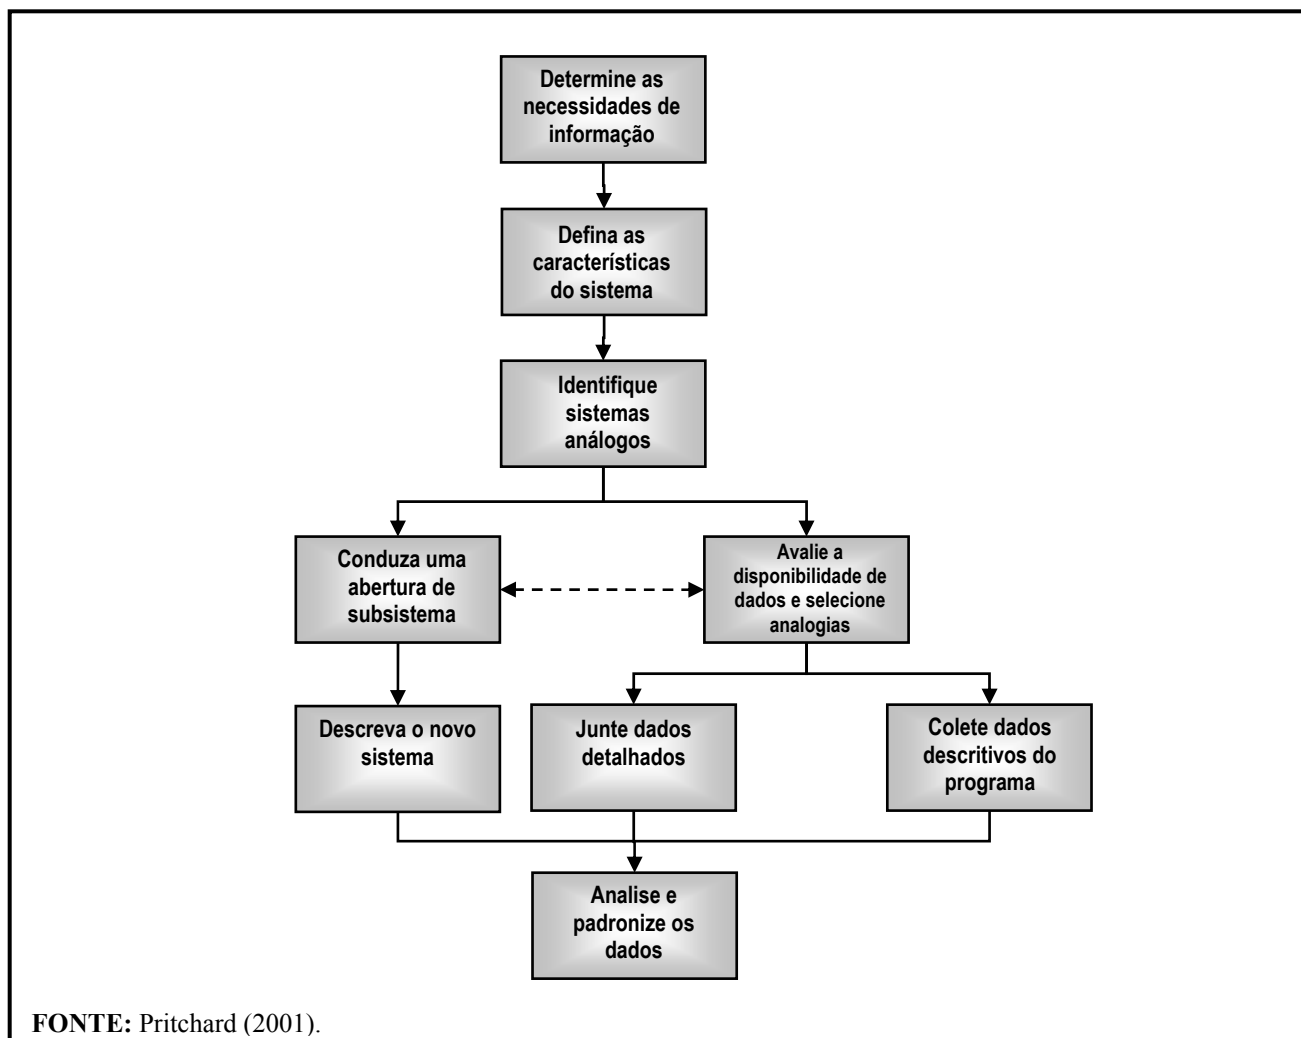 Determine as
necessidades de
informação
Defina as
características
do sistema
Identifique
sistemas
análogos
Conduza uma
abertura de
subsistema
Avalie a
disponibilidade de
dados e selecione
analogias
Descreva o novo
sistema
Junte dados
detalhados
Colete dados
descritivos do
programa
Analise e
padronize os
dados
FONTE: Pritchard (2001).